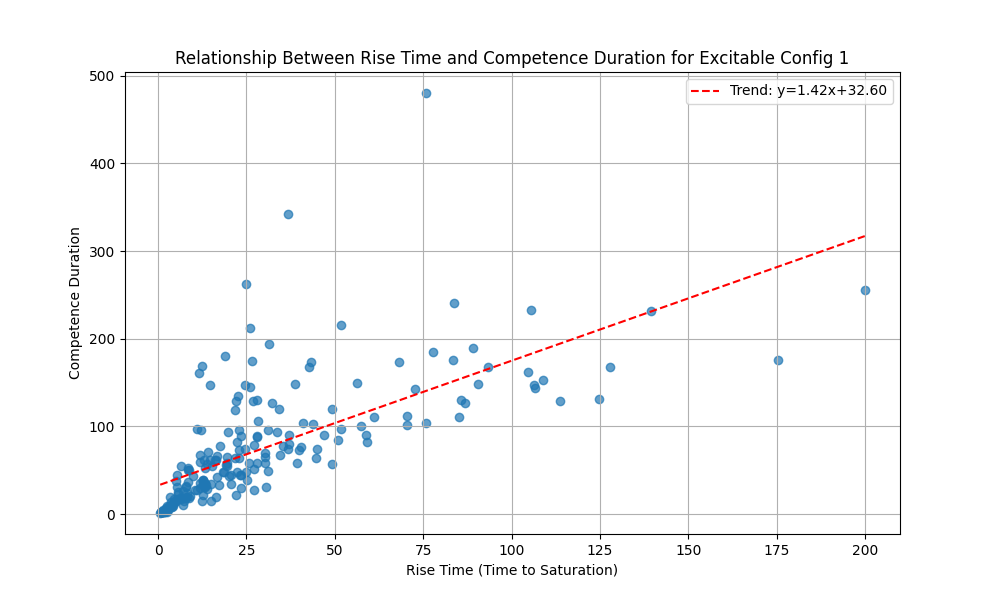 Relationship Between Rise Time and Competence Duration for Excitable Config 1
Trend: y=1.42x+32.60
500
400
300
200
100
0
Competence Duration
0 25 50 75 100 125 150 175 200
Rise Time (Time to Saturation)